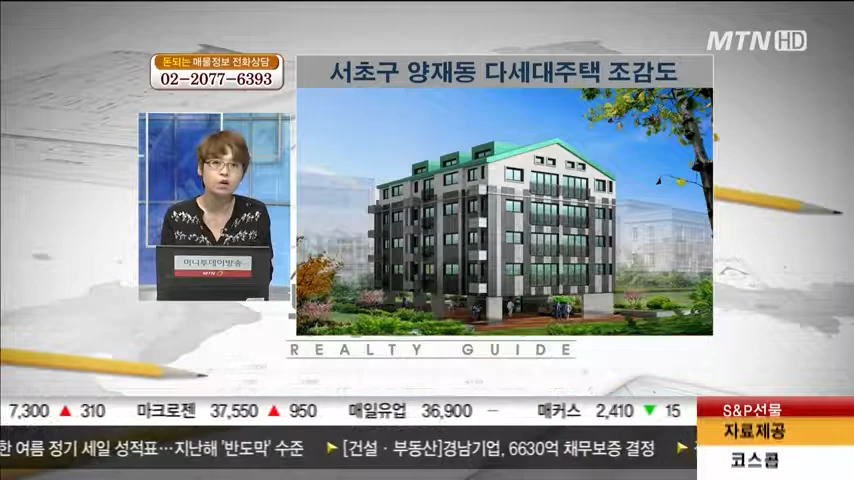 MTN HD
돈되는 매물정보 전화상담
02-2077-6393
서초구 양재동 다세대주택 조감도
머니투데이방송
MTN
REALTY GUIDE
7,300 ▲ 310 마크로젠 37,550 ▲ 950 매일유업 36,900 – 매커스 2,410 ▼ 15
S&P선물
자료제공
코스콤
한 여름 정기 세일 성적표…지난해 '반도막' 수준 ▶ [건설·부동산]경남기업, 6630억 채무보증 결정 ▶